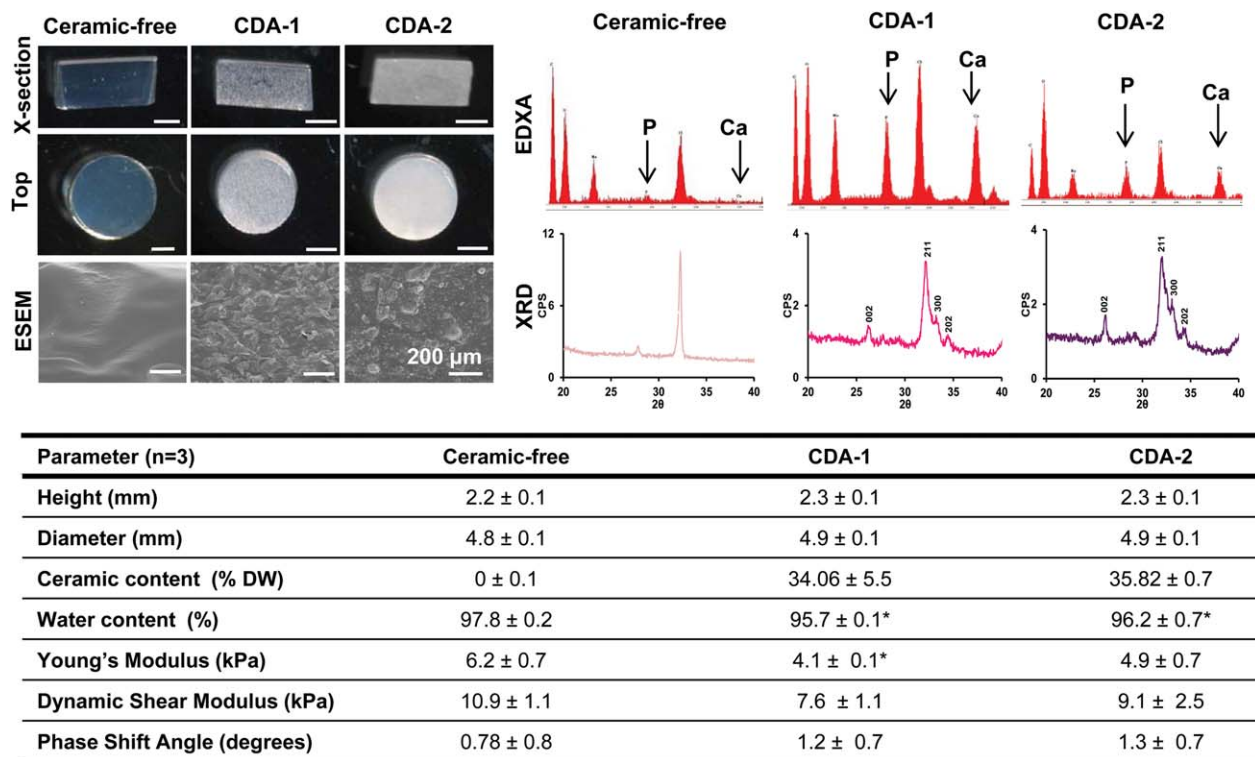 Ceramic-free CDA-1 CDA-2
X-section
Top
ESEM
200 µm
Ceramic-free CDA-1 CDA-2
EDXA
P Ca
P Ca
P Ca
XRD
12
6
0
CPS
20 25 30 35 40
2θ
4
2
0
CPS
002 211 300 202
20 25 30 35 40
2θ
4
2
0
CPS
002 211 300 202
20 25 30 35 40
2θ
Parameter (n=3) Ceramic-free CDA-1 CDA-2
Height (mm) 2.2 ± 0.1 2.3 ± 0.1 2.3 ± 0.1
Diameter (mm) 4.8 ± 0.1 4.9 ± 0.1 4.9 ± 0.1
Ceramic content (% DW) 0 ± 0.1 34.06 ± 5.5 35.82 ± 0.7
Water content (%) 97.8 ± 0.2 95.7 ± 0.1* 96.2 ± 0.7*
Young's Modulus (kPa) 6.2 ± 0.7 4.1 ± 0.1* 4.9 ± 0.7
Dynamic Shear Modulus (kPa) 10.9 ± 1.1 7.6 ± 1.1 9.1 ± 2.5
Phase Shift Angle (degrees) 0.78 ± 0.8 1.2 ± 0.7 1.3 ± 0.7